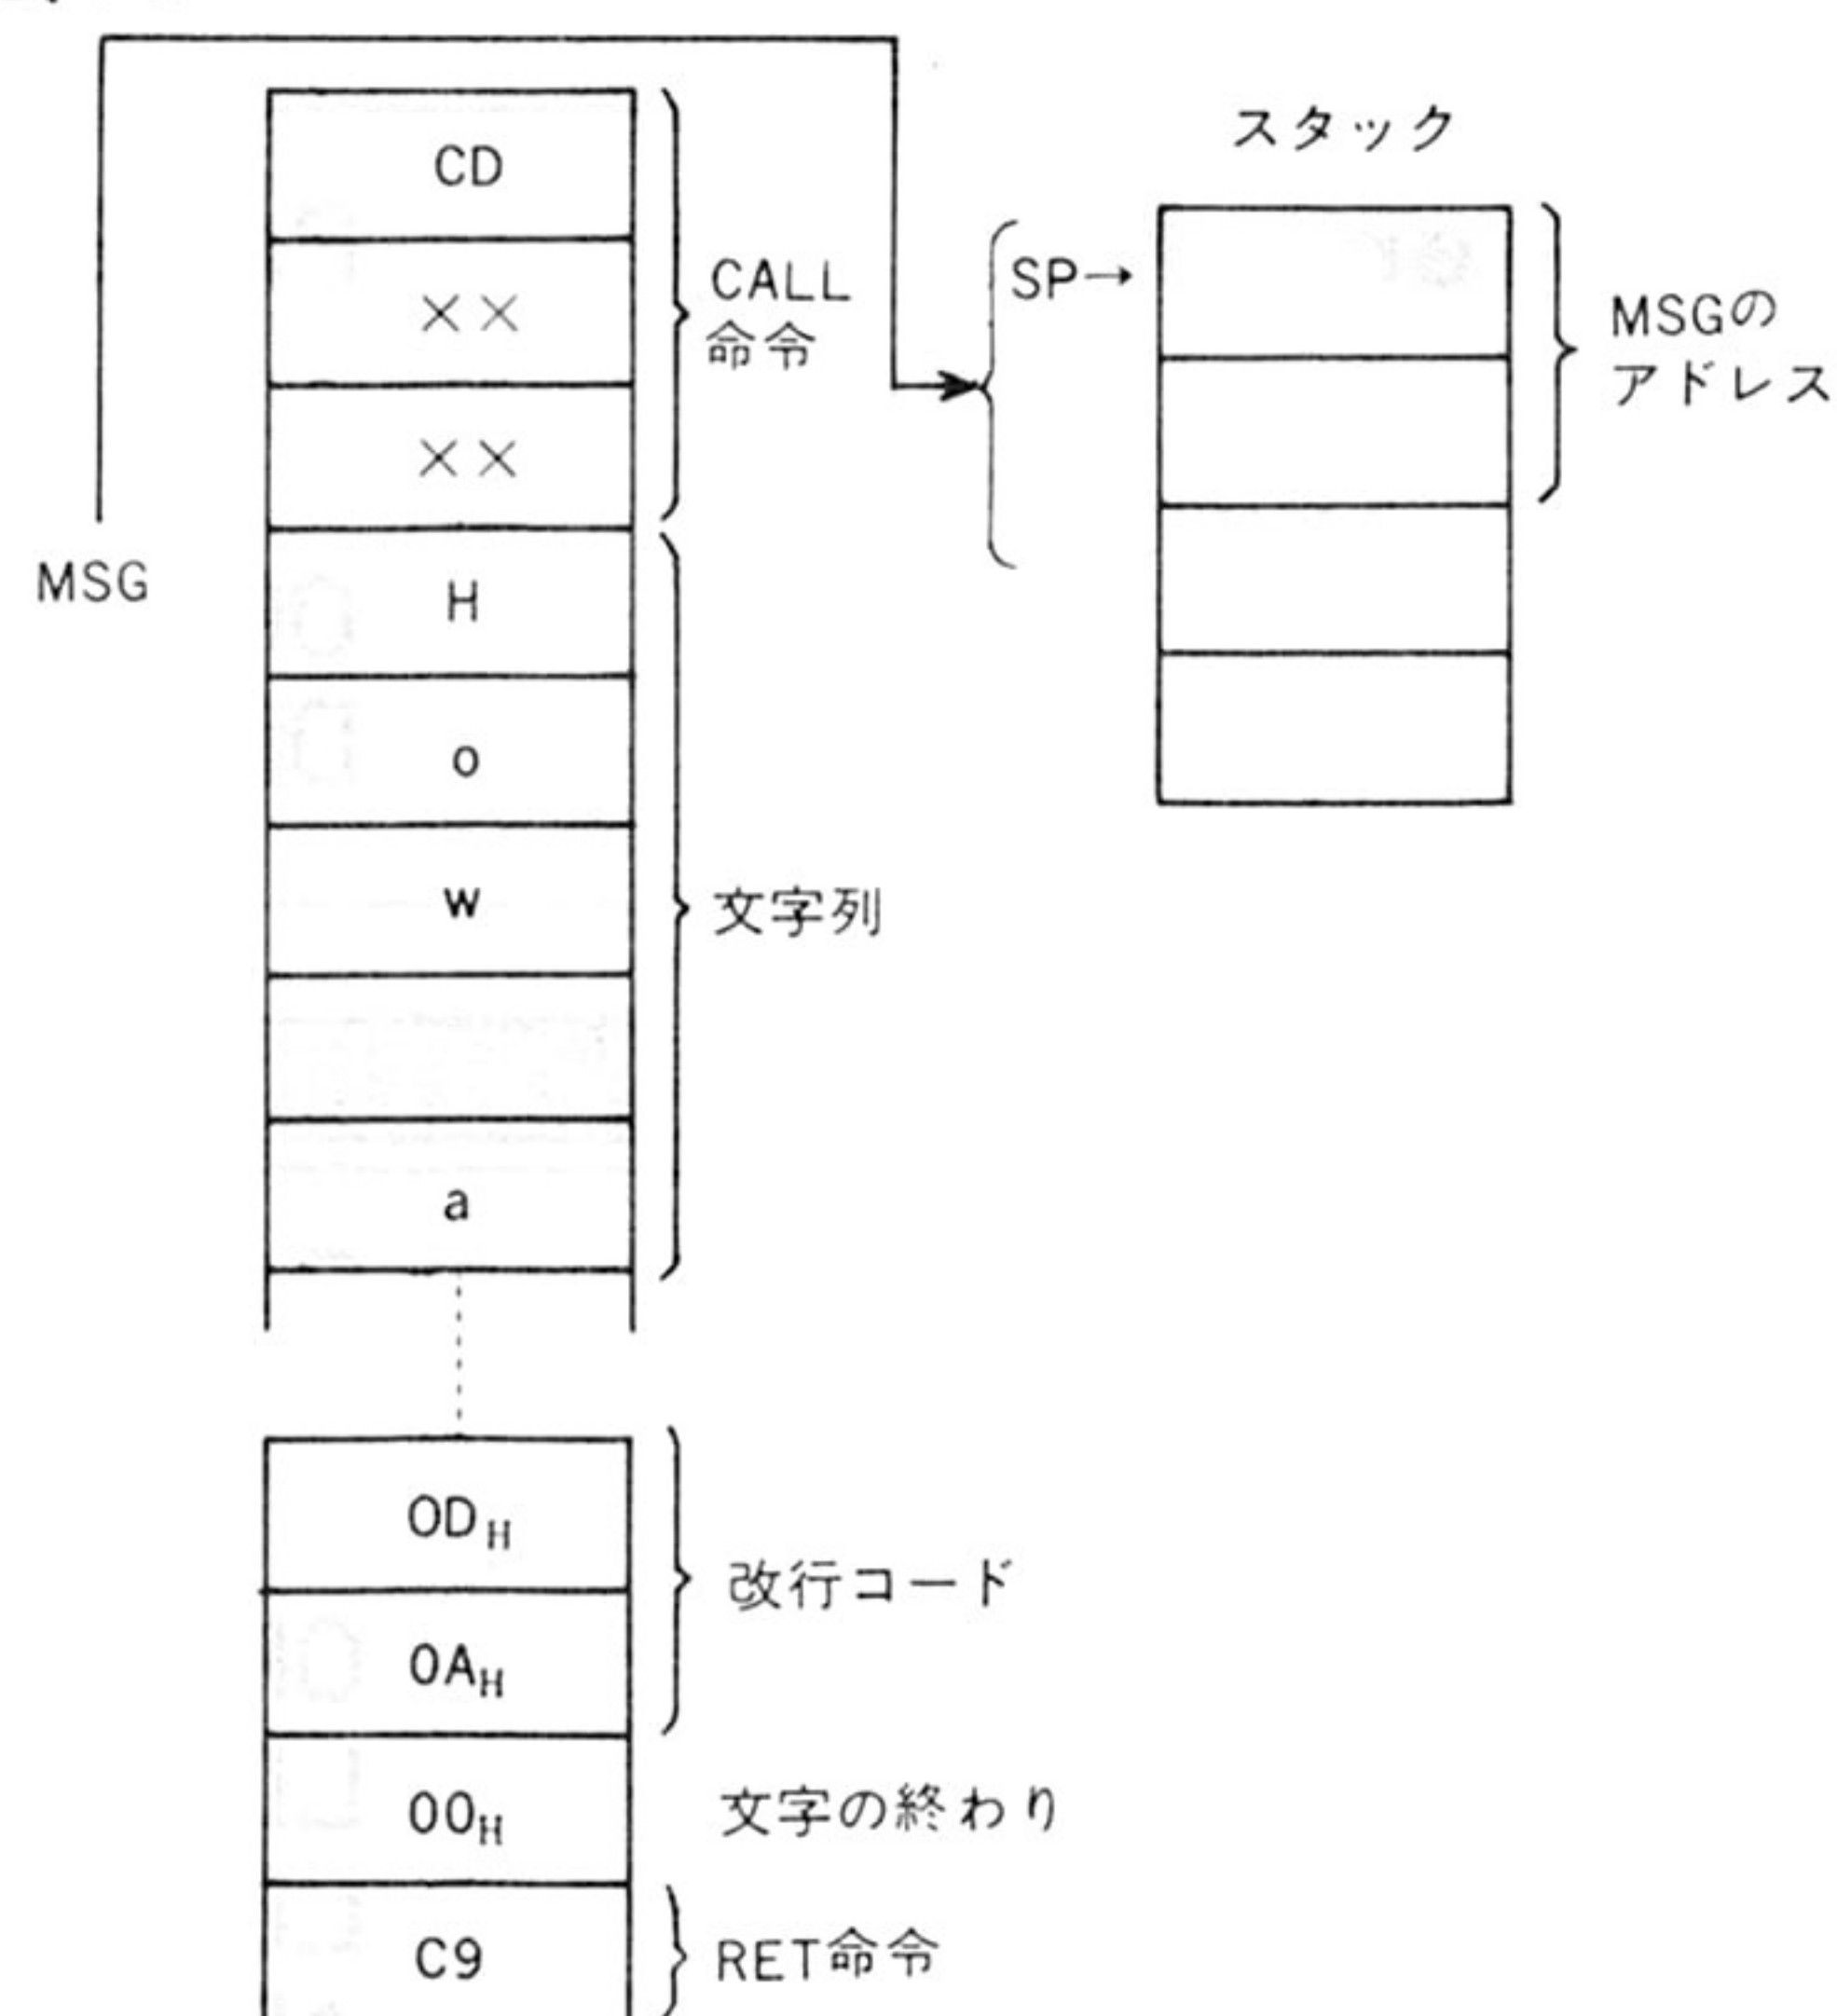 CD
××
××
CALL
命令
MSG
H
o
w
a
文字列
スタック
SP→
MSGの
アドレス
0DH
0AH
改行コード
00H
文字の終わり
C9
RET命令